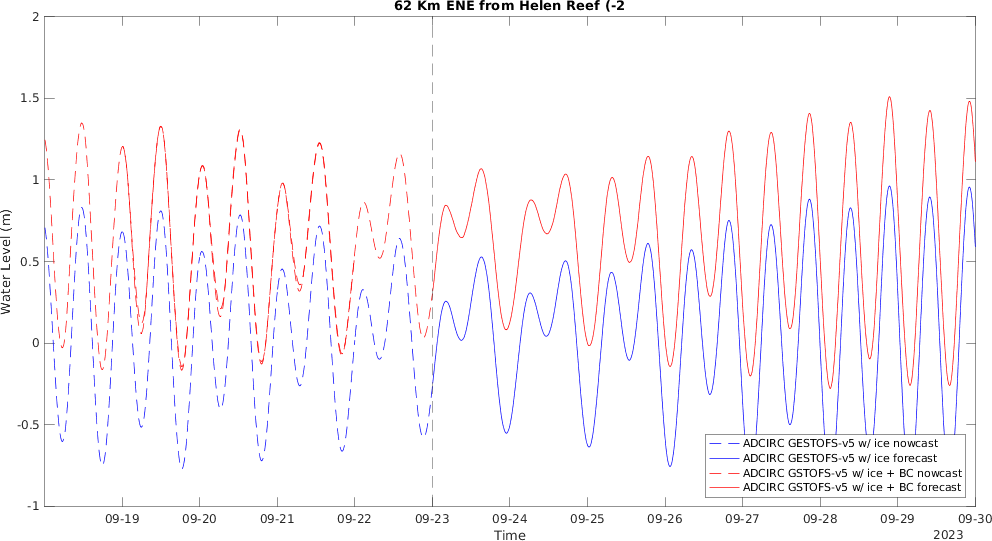 62 Km ENE from Helen Reef (-2
Water Level (m)
2
1.5
1
0.5
0
-0.5
-1
ADCIRC GESTOFS-v5 w/ ice nowcast
ADCIRC GESTOFS-v5 w/ ice forecast
ADCIRC GSTOFS-v5 w/ ice + BC nowcast
ADCIRC GSTOFS-v5 w/ ice + BC forecast
09-19 09-20 09-21 09-22 09-23 09-24 09-25 09-26 09-27 09-28 09-29 09-30
Time
2023